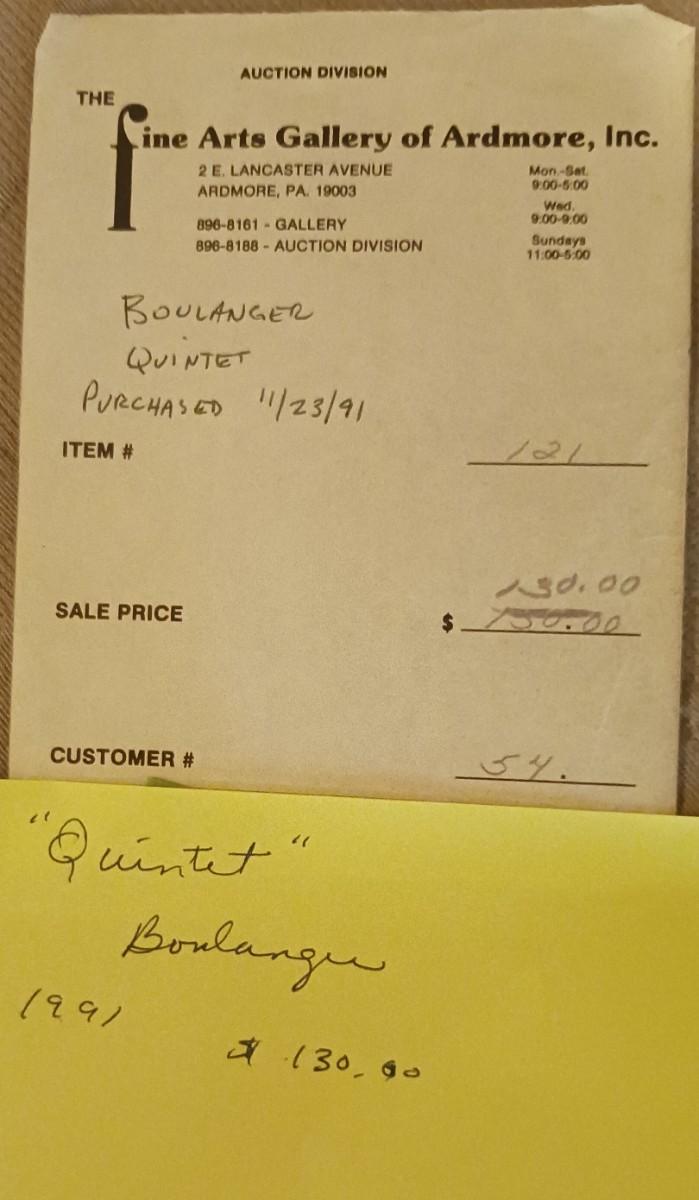 AUCTION DIVISION
THE
fine Arts Gallery of Ardmore, Inc.
2 E. LANCASTER AVENUE
ARDMORE, PA. 19003
896-8161 - GALLERY
896-8188 - AUCTION DIVISION
Mon.-Sat.
9:00-5:00
Wed.
9:00-9:00
Sundays
11:00-5:00
BOULANGER
QUINTET
PURCHASED 11/23/91
ITEM # 121
130.00
SALE PRICE $ 150.00
CUSTOMER # 54.
"Quintet"
Boulanger
1991
$ 130.00